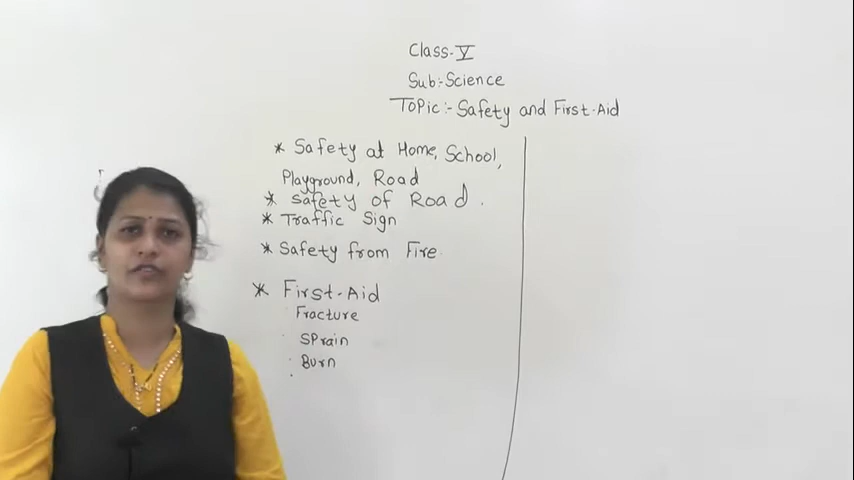 Class-V
Sub:-Science
Topic:-Safety and First-Aid
* Safety at Home, School,
Playground, Road
* Safety of Road.
* Traffic Sign
* Safety from Fire
* First-Aid
Fracture
Sprain
Burn